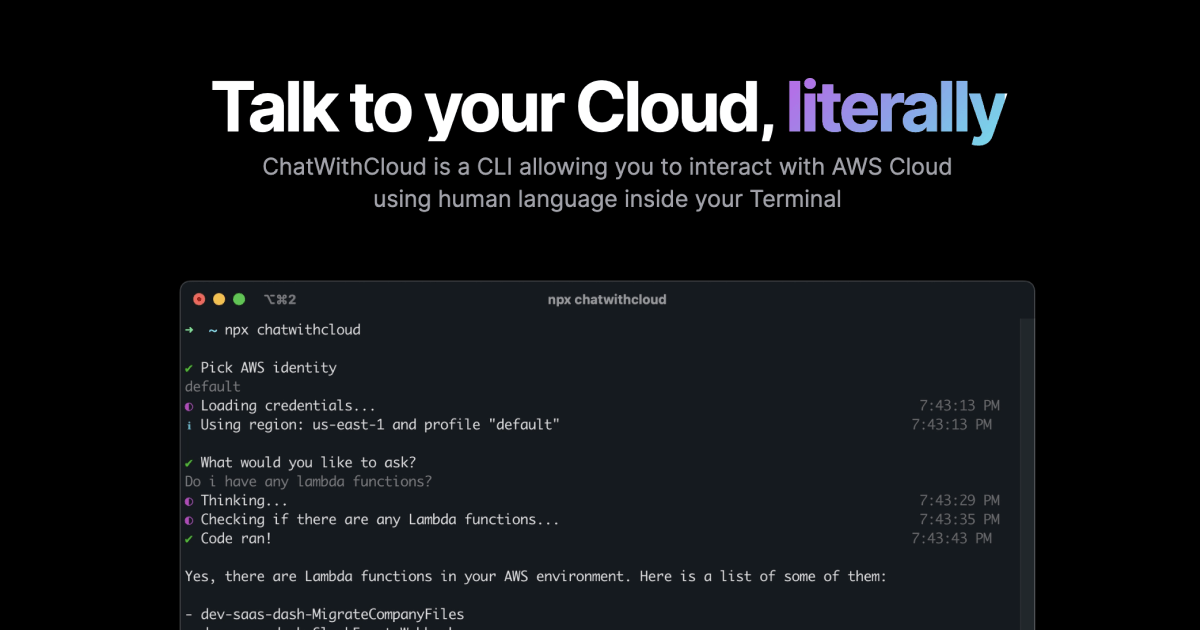 Talk to your Cloud, literally
ChatWithCloud is a CLI allowing you to interact with AWS Cloud
using human language inside your Terminal
⌥⌘2 npx chatwithcloud
➜ ~ npx chatwithcloud
✔ Pick AWS identity
default
◐ Loading credentials... 7:43:13 PM
ℹ Using region: us-east-1 and profile "default" 7:43:13 PM
✔ What would you like to ask?
Do i have any lambda functions?
◐ Thinking... 7:43:29 PM
◐ Checking if there are any Lambda functions... 7:43:35 PM
✔ Code ran! 7:43:43 PM
Yes, there are Lambda functions in your AWS environment. Here is a list of some of them:
- dev-saas-dash-MigrateCompanyFiles